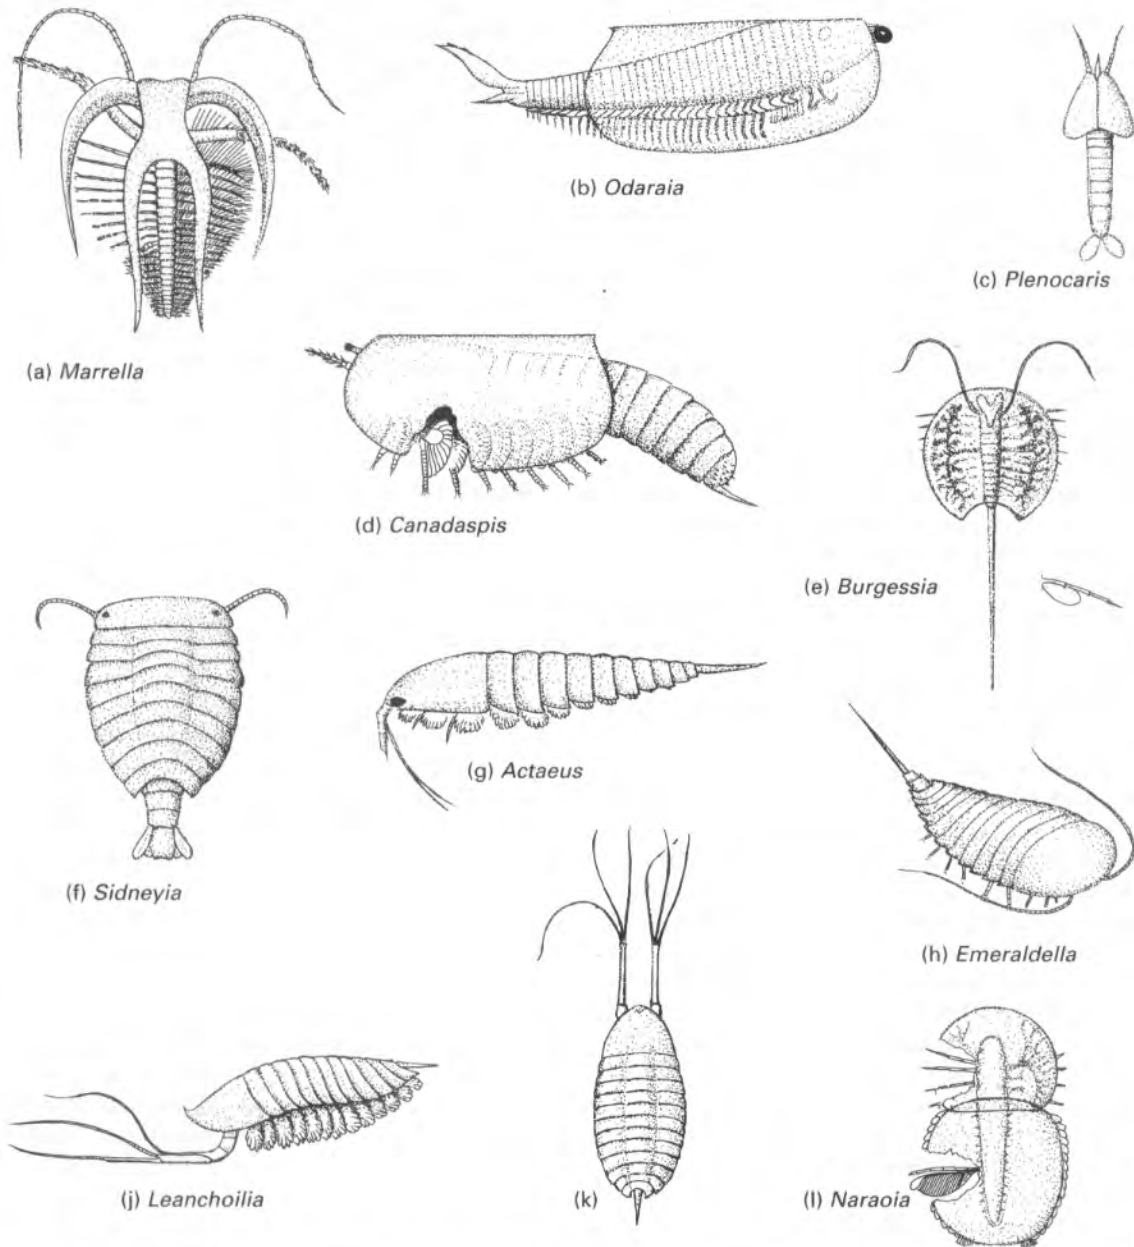 (a) Marrella
(b) Odaraia
(c) Plenocaris
(d) Canadaspis
(e) Burgessia
(f) Sidneyia
(g) Actaeus
(h) Emeraldella
(j) Leanchoilia
(k)
(l) Naraoia